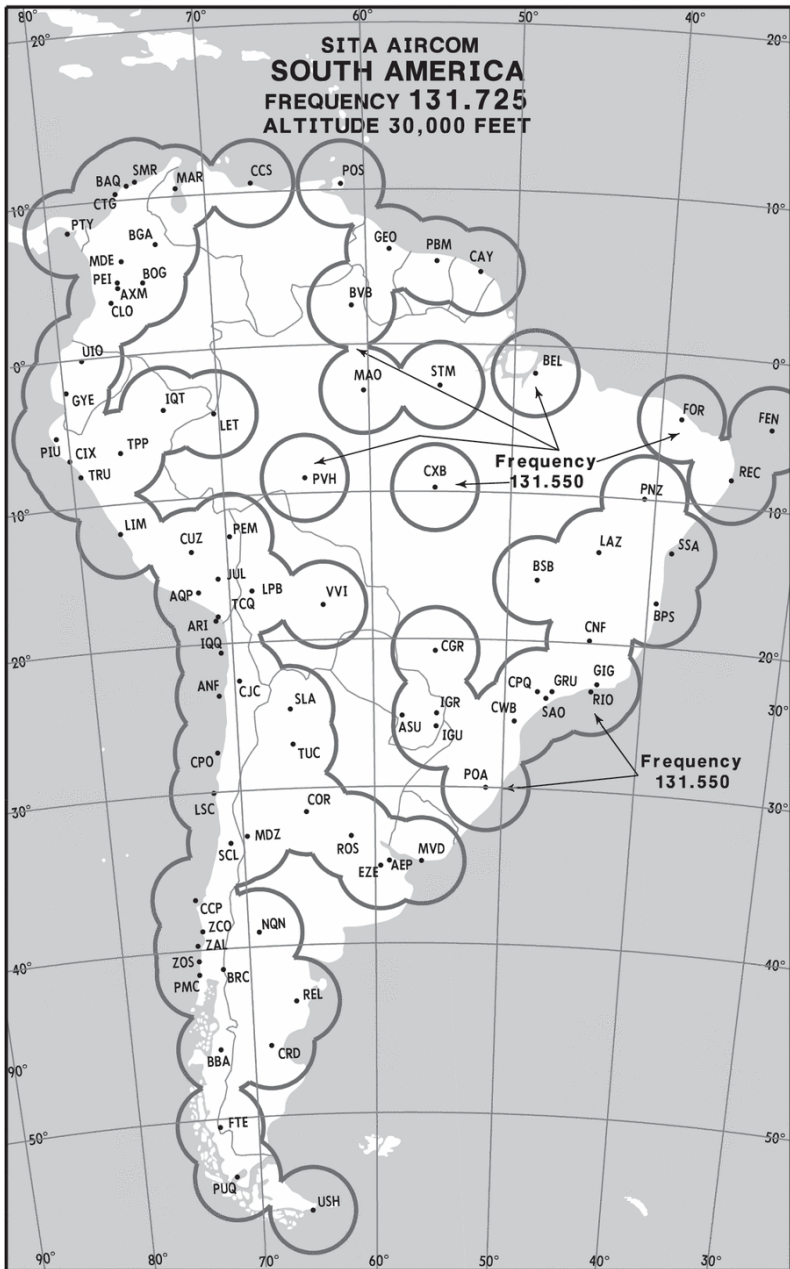 80° 70° 60° 50° 40°
20° 20°
SITA AIRCOM
SOUTH AMERICA
FREQUENCY 131.725
ALTITUDE 30,000 FEET
SMR
BAQ MAR CCS POS
CTG
10° 10°
PTY
BGA GEO PBM
MDE CAY
PEI BOG
AXM BVB
CLO
UIO
0° BEL 0°
MAO STM
GYE IQT FOR FEN
LET
PIU CIX TPP
TRU
Frequency
131.550
PVH CXB REC
PNZ
10° 10°
LIM PEM
CUZ LAZ SSA
JUL BSB
AQP LPB VVI
TCQ BPS
ARI
IQQ CNF
20° CGR 20°
ANF CJC SLA CPQ GRU GIG
IGR CWB SAO RIO 30°
ASU IGU
CPO TUC
Frequency
131.550
POA
LSC COR
30°
SCL MDZ ROS MVD
EZE AEP
CCP
ZCO NQN
ZAL
ZOS
40° 40°
PMC BRC
REL
BBA CRD
90°
FTE
50° 50°
PUQ USH
90° 80° 70° 60° 50° 40° 30°